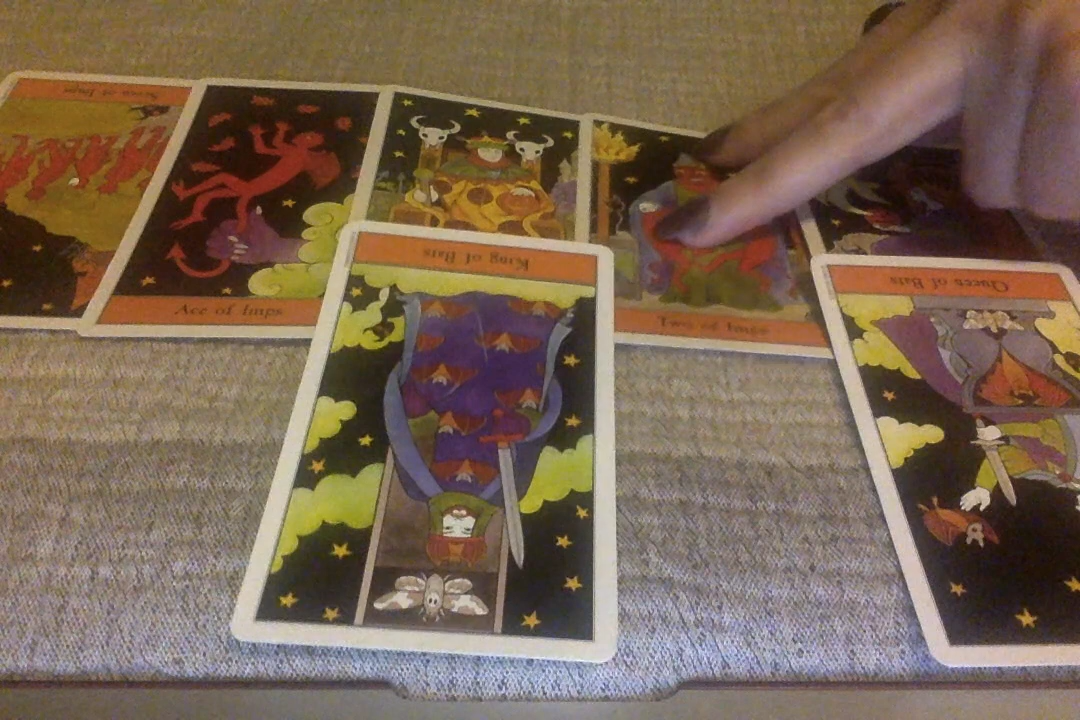 Ace of Imps
Two of Imps
King of Bats
Queen of Bats